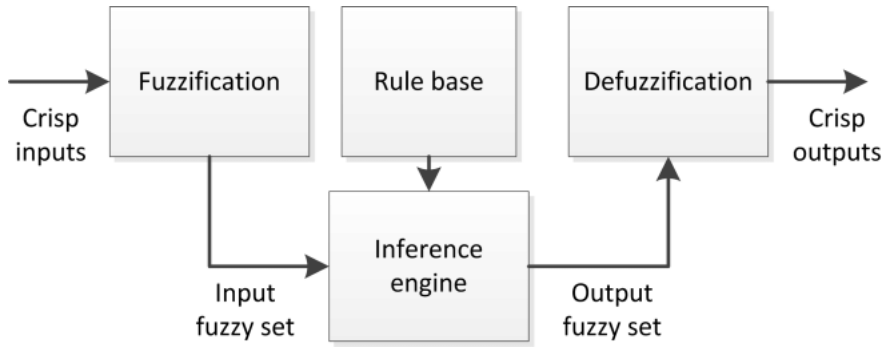 Fuzzification
Rule base
Defuzzification
Crisp
inputs
Crisp
outputs
Inference
engine
Input
fuzzy set
Output
fuzzy set